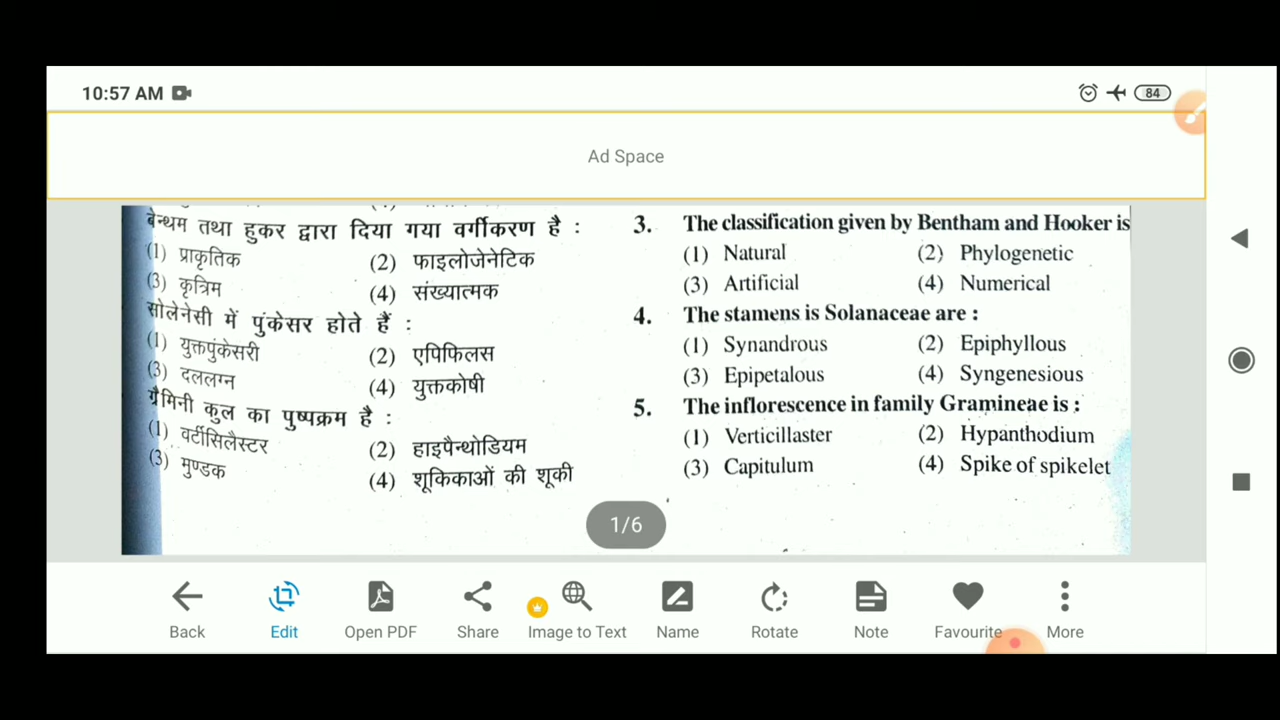 10:57 AM
84
Ad Space
बेन्थम तथा हुकर द्वारा दिया गया वर्गीकरण है :
(1) प्राकृतिक (2) फाइलोजेनेटिक
(3) कृत्रिम (4) संख्यात्मक
सोलेनेसी में पुंकेसर होते हैं :
(1) युक्तपुंकेसरी (2) एपिफिलस
(3) दललग्न (4) युक्तकोषी
ग्रैमिनी कुल का पुष्पक्रम है :
(1) वर्टीसिलैस्टर (2) हाइपैन्थोडियम
(3) मुण्डक (4) शूकिकाओं की शूकी
3. The classification given by Bentham and Hooker is
(1) Natural (2) Phylogenetic
(3) Artificial (4) Numerical
4. The stamens is Solanaceae are :
(1) Synandrous (2) Epiphyllous
(3) Epipetalous (4) Syngenesious
5. The inflorescence in family Gramineae is :
(1) Verticillaster (2) Hypanthodium
(3) Capitulum (4) Spike of spikelet
1/6
Back Edit Open PDF Share Image to Text Name Rotate Note Favourite More